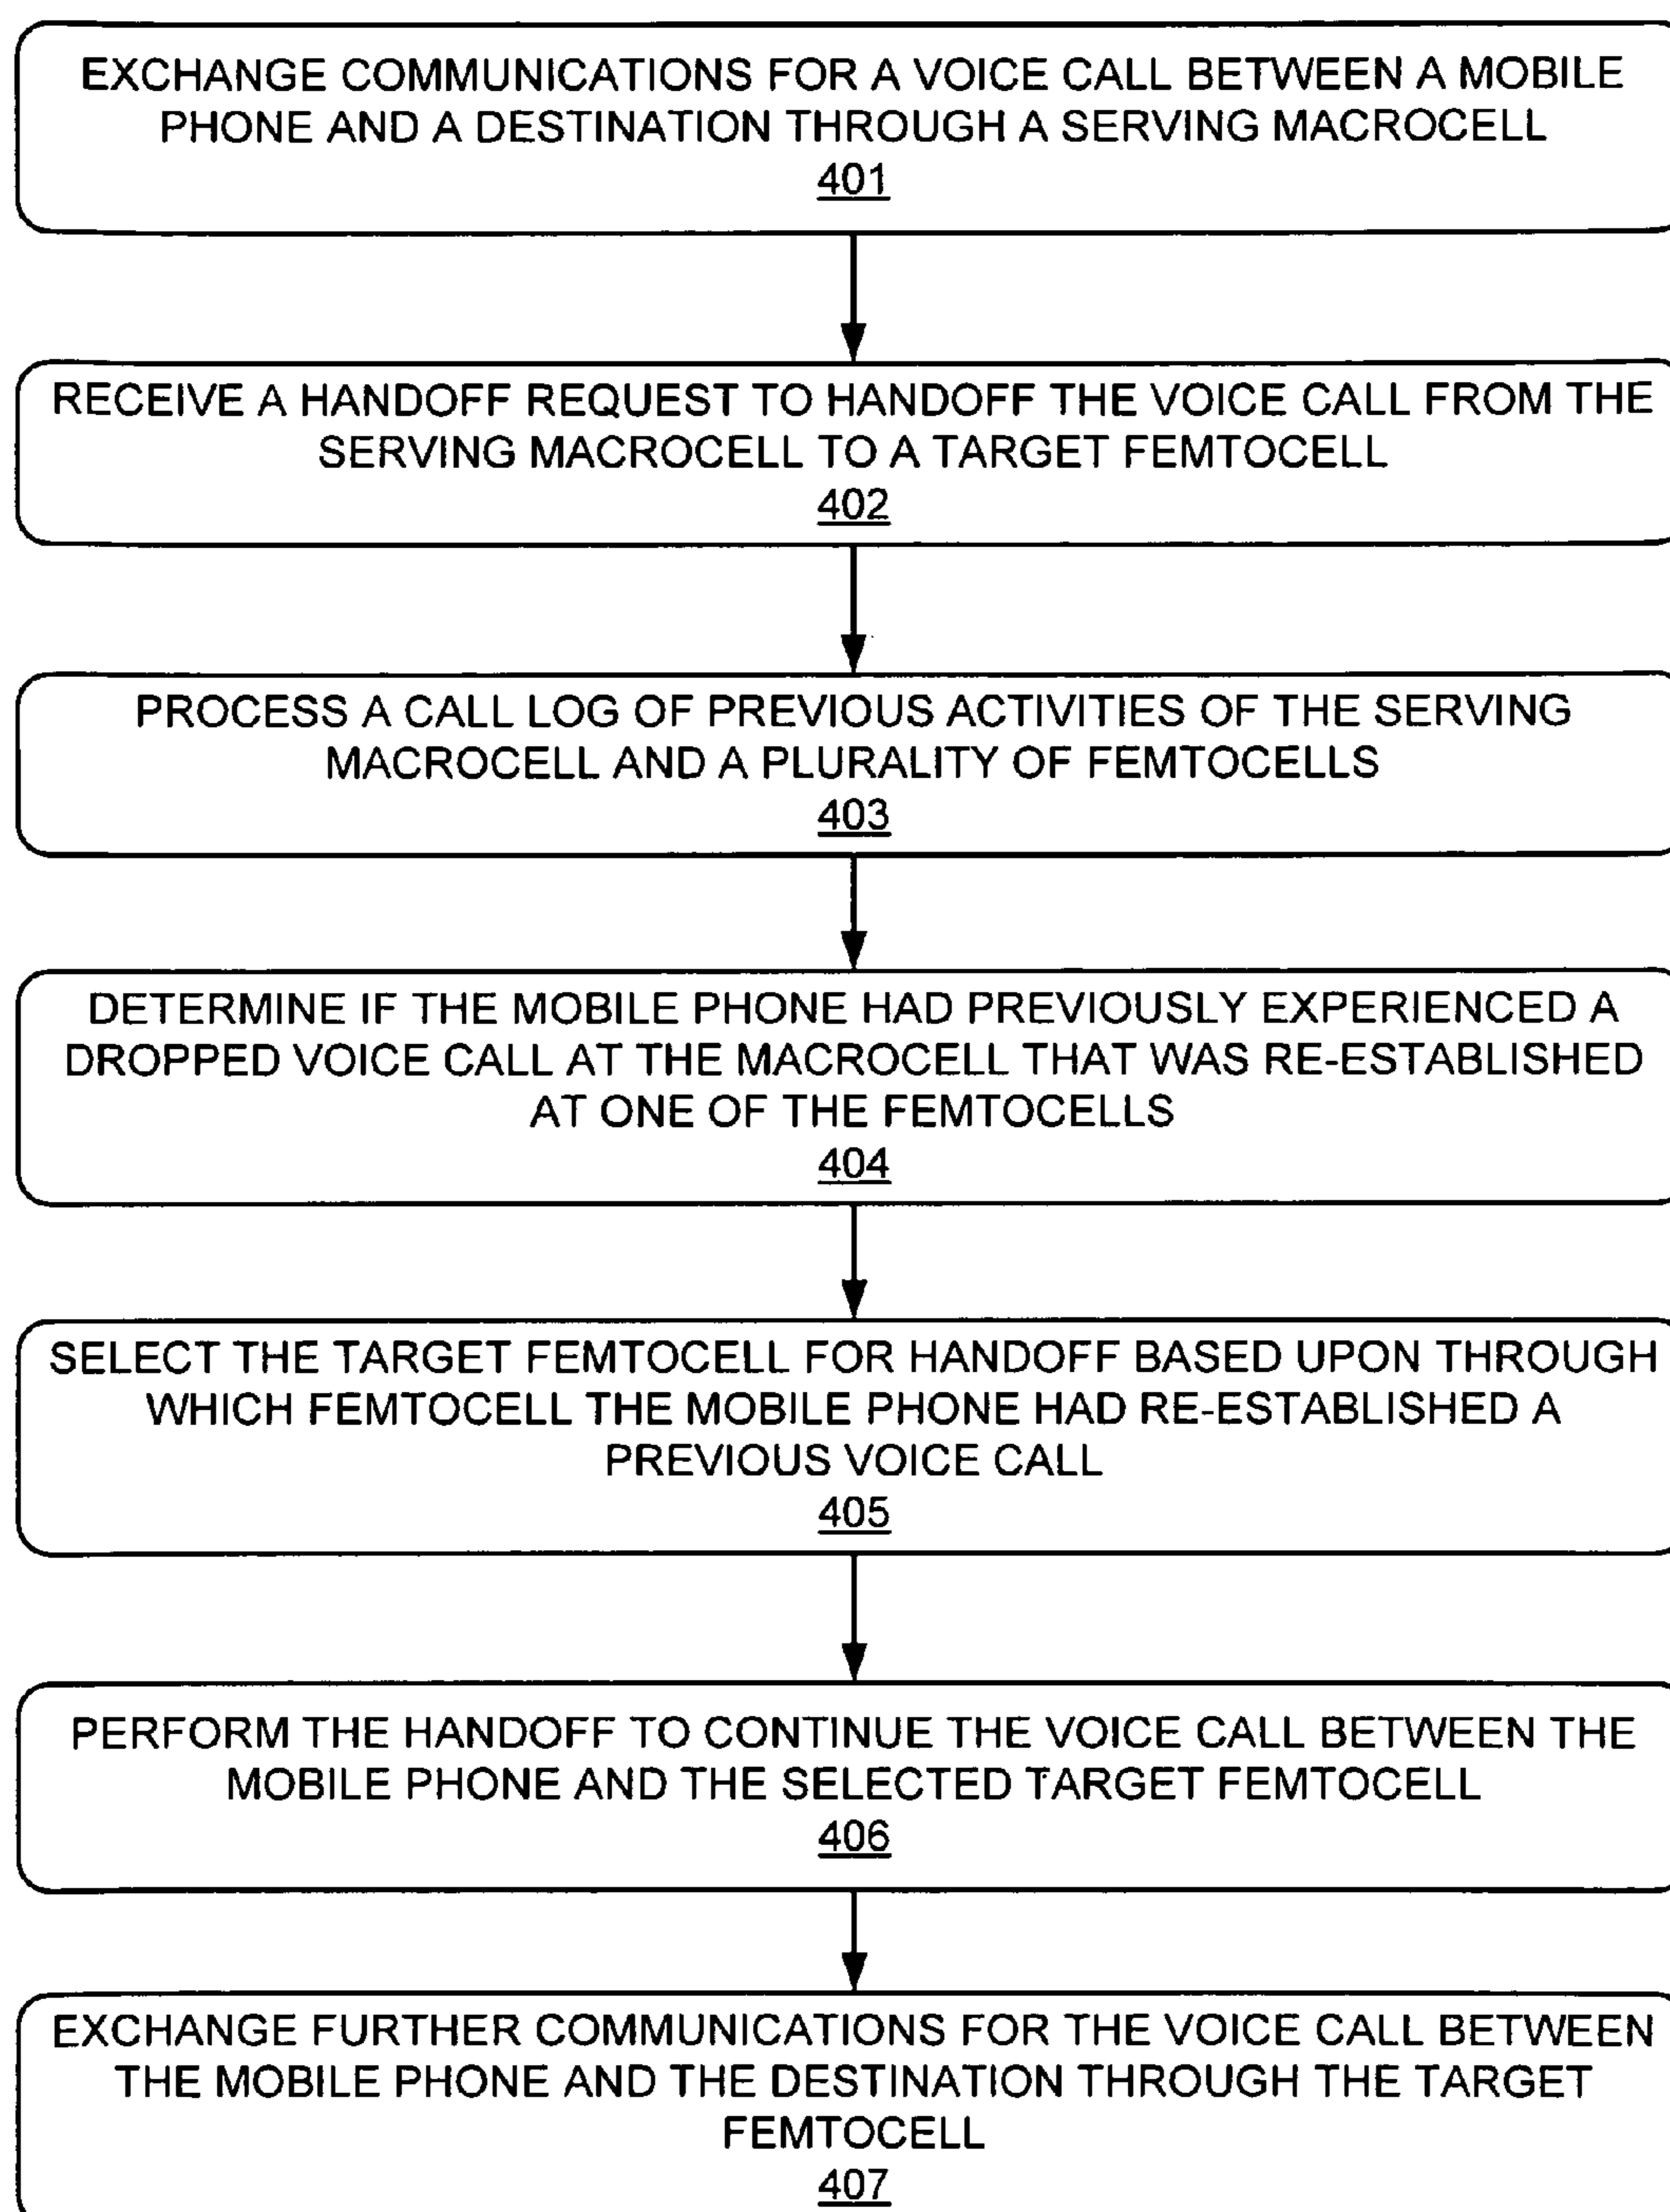 EXCHANGE COMMUNICATIONS FOR A VOICE CALL BETWEEN A MOBILE
PHONE AND A DESTINATION THROUGH A SERVING MACROCELL
401
RECEIVE A HANDOFF REQUEST TO HANDOFF THE VOICE CALL FROM THE
SERVING MACROCELL TO A TARGET FEMTOCELL
402
PROCESS A CALL LOG OF PREVIOUS ACTIVITIES OF THE SERVING
MACROCELL AND A PLURALITY OF FEMTOCELLS
403
DETERMINE IF THE MOBILE PHONE HAD PREVIOUSLY EXPERIENCED A
DROPPED VOICE CALL AT THE MACROCELL THAT WAS RE-ESTABLISHED
AT ONE OF THE FEMTOCELLS
404
SELECT THE TARGET FEMTOCELL FOR HANDOFF BASED UPON THROUGH
WHICH FEMTOCELL THE MOBILE PHONE HAD RE-ESTABLISHED A
PREVIOUS VOICE CALL
405
PERFORM THE HANDOFF TO CONTINUE THE VOICE CALL BETWEEN THE
MOBILE PHONE AND THE SELECTED TARGET FEMTOCELL
406
EXCHANGE FURTHER COMMUNICATIONS FOR THE VOICE CALL BETWEEN
THE MOBILE PHONE AND THE DESTINATION THROUGH THE TARGET
FEMTOCELL
407